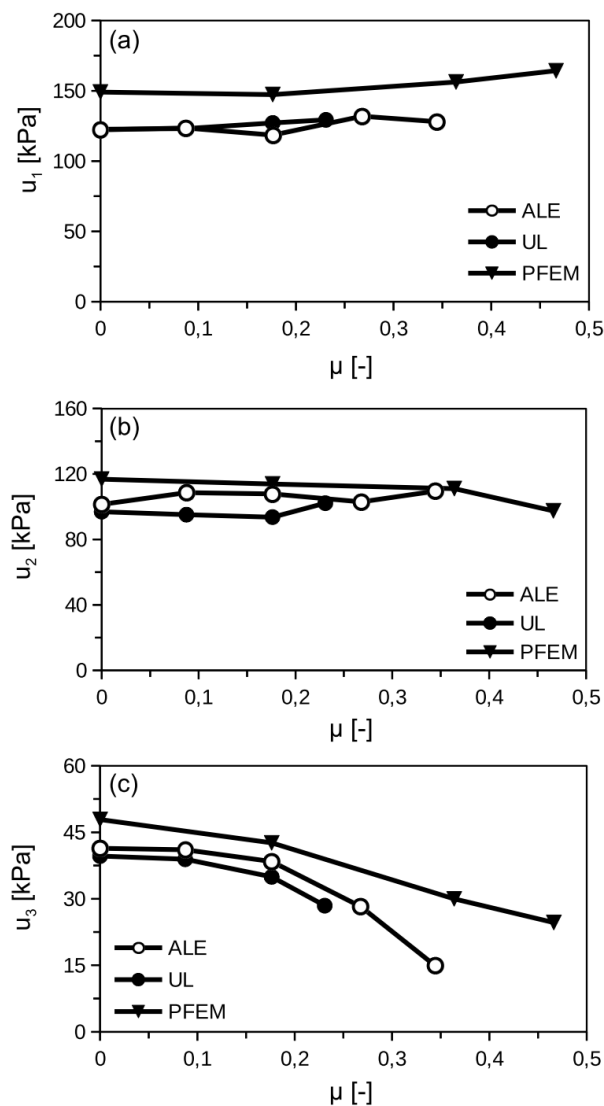 (a)
200
150
100
50
0
u1 [kPa]
ALE
UL
PFEM
0 0,1 0,2 0,3 0,4 0,5
μ [-]
(b)
160
120
80
40
0
u2 [kPa]
ALE
UL
PFEM
0 0,1 0,2 0,3 0,4 0,5
μ [-]
(c)
60
45
30
15
0
u3 [kPa]
ALE
UL
PFEM
0 0,1 0,2 0,3 0,4 0,5
μ [-]